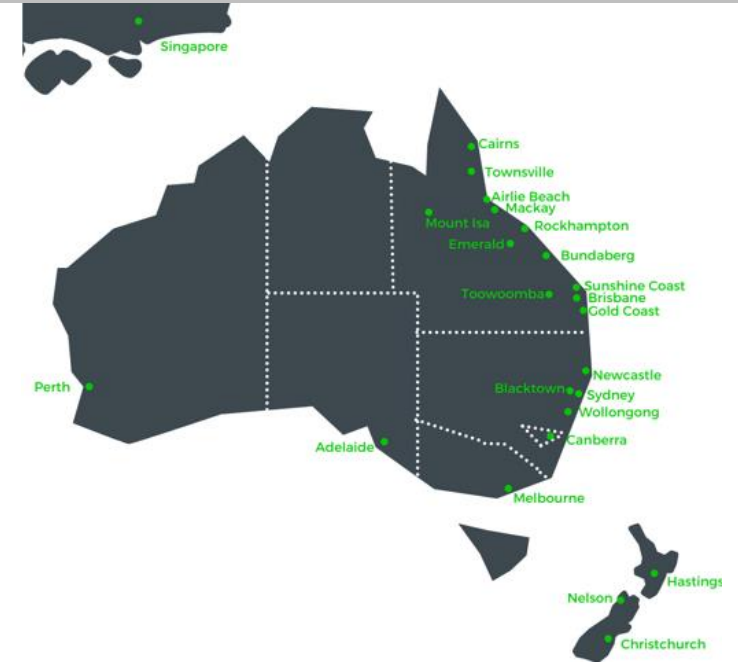 Singapore
Cairns
Townsville
Airlie Beach
Mackay
Mount Isa
Rockhampton
Emerald
Bundaberg
Sunshine Coast
Toowoomba
Brisbane
Gold Coast
Newcastle
Perth
Blacktown
Sydney
Wollongong
Canberra
Adelaide
Melbourne
Hastings
Nelson
Christchurch